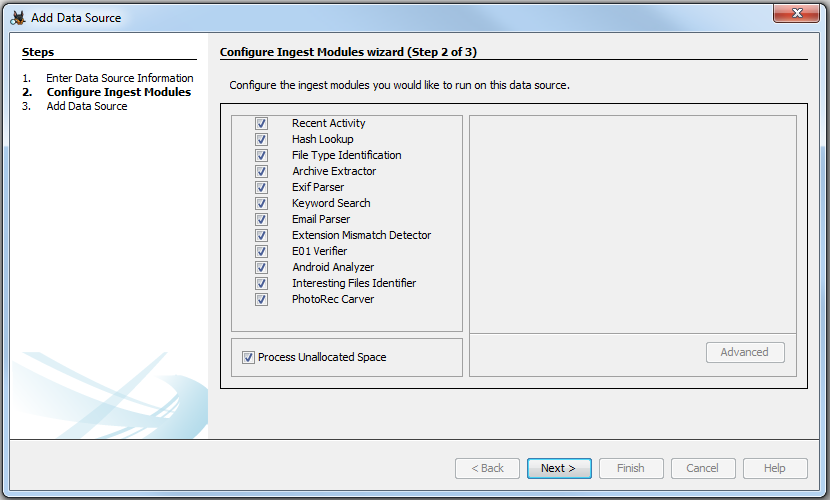 Add Data Source
Steps
1. Enter Data Source Information
2. Configure Ingest Modules
3. Add Data Source
Configure Ingest Modules wizard (Step 2 of 3)
Configure the ingest modules you would like to run on this data source.
Recent Activity
Hash Lookup
File Type Identification
Archive Extractor
Exif Parser
Keyword Search
Email Parser
Extension Mismatch Detector
E01 Verifier
Android Analyzer
Interesting Files Identifier
PhotoRec Carver
Process Unallocated Space
Advanced
< Back
Next >
Finish
Cancel
Help